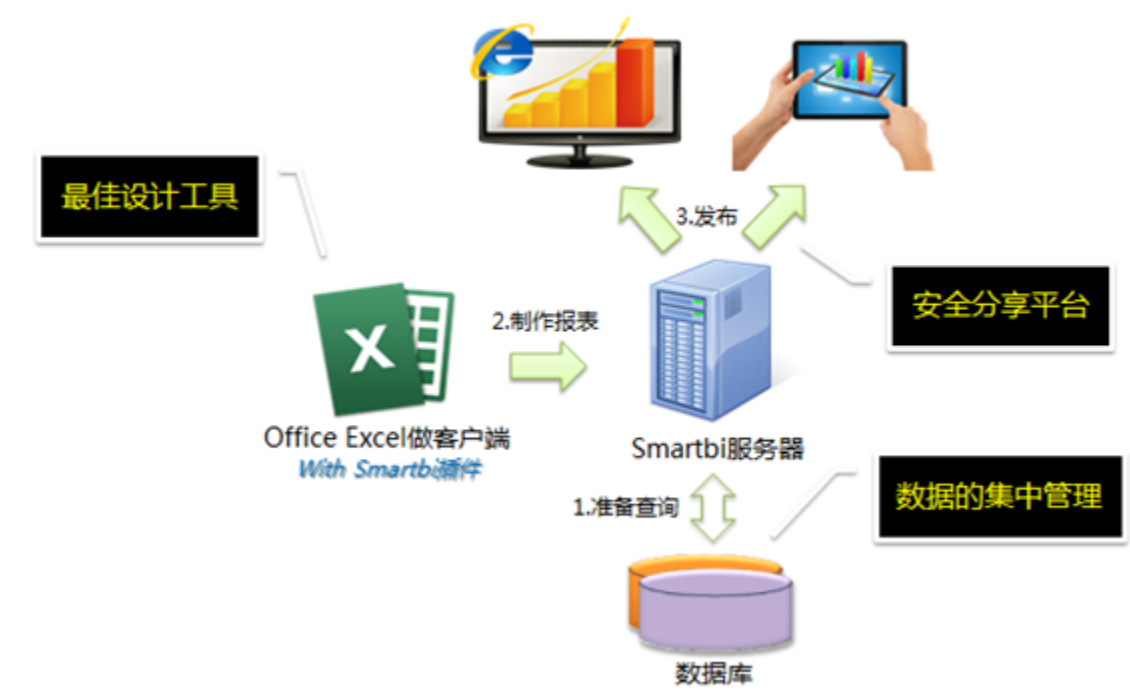 3.发布
最佳设计工具
安全分享平台
2.制作报表
X
Office Excel做客户端
With Smartbi插件
Smartbi服务器
1.准备查询
数据的集中管理
数据库